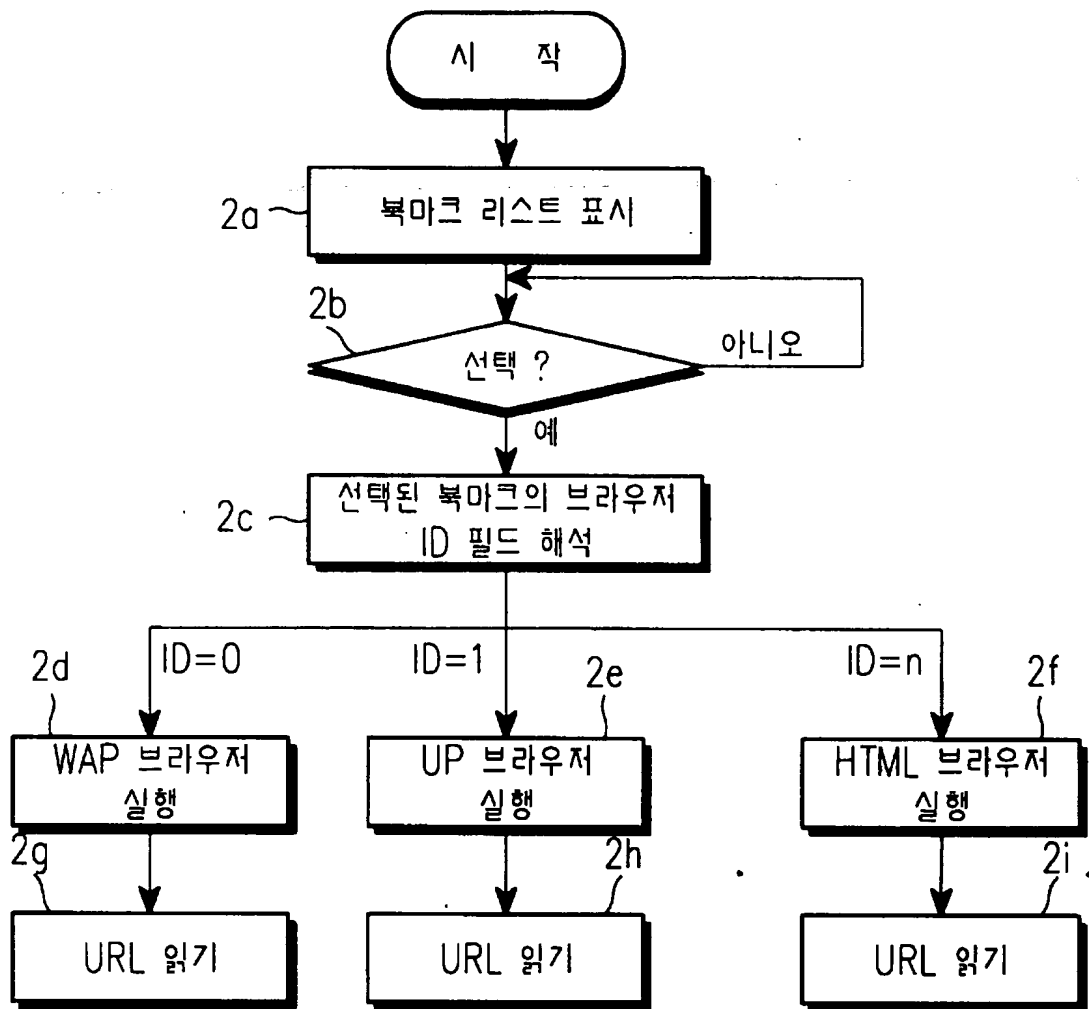 시 작
2a
북마크 리스트 표시
2b
선택 ?
아니오
예
2c
선택된 북마크의 브라우저
ID 필드 해석
ID=0
ID=1
ID=n
2d
2e
2f
WAP 브라우저
실행
UP 브라우저
실행
HTML 브라우저
실행
2g
2h
2i
URL 읽기
URL 읽기
URL 읽기